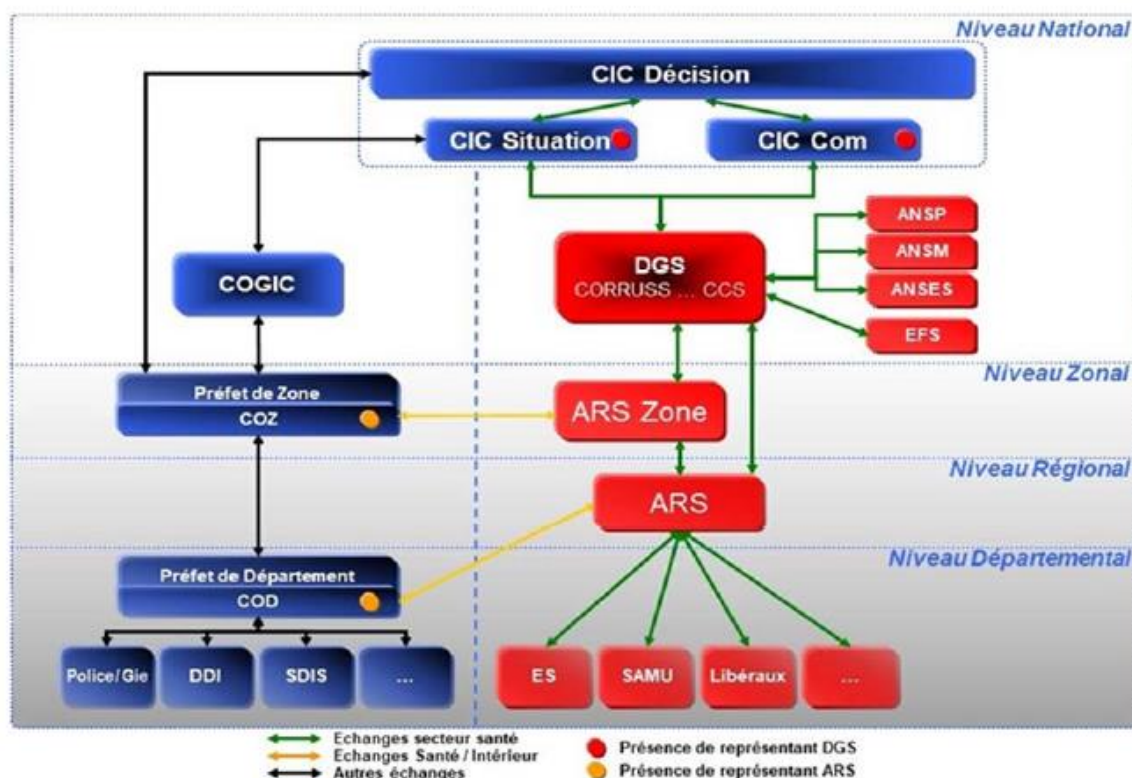 Niveau National
CIC Décision
CIC Situation
CIC Com
ANSP
DGS
CORRUSS ... CCS
ANSM
COGIC
ANSES
EFS
Niveau Zonal
Préfet de Zone
COZ
ARS Zone
Niveau Régional
ARS
Niveau Départemental
Préfet de Département
COD
Police/Gie
DDI
SDIS
...
ES
SAMU
Libéraux
...
Echanges secteur santé
Echanges Santé / Intérieur
Autres échanges
Présence de représentant DGS
Présence de représentant ARS